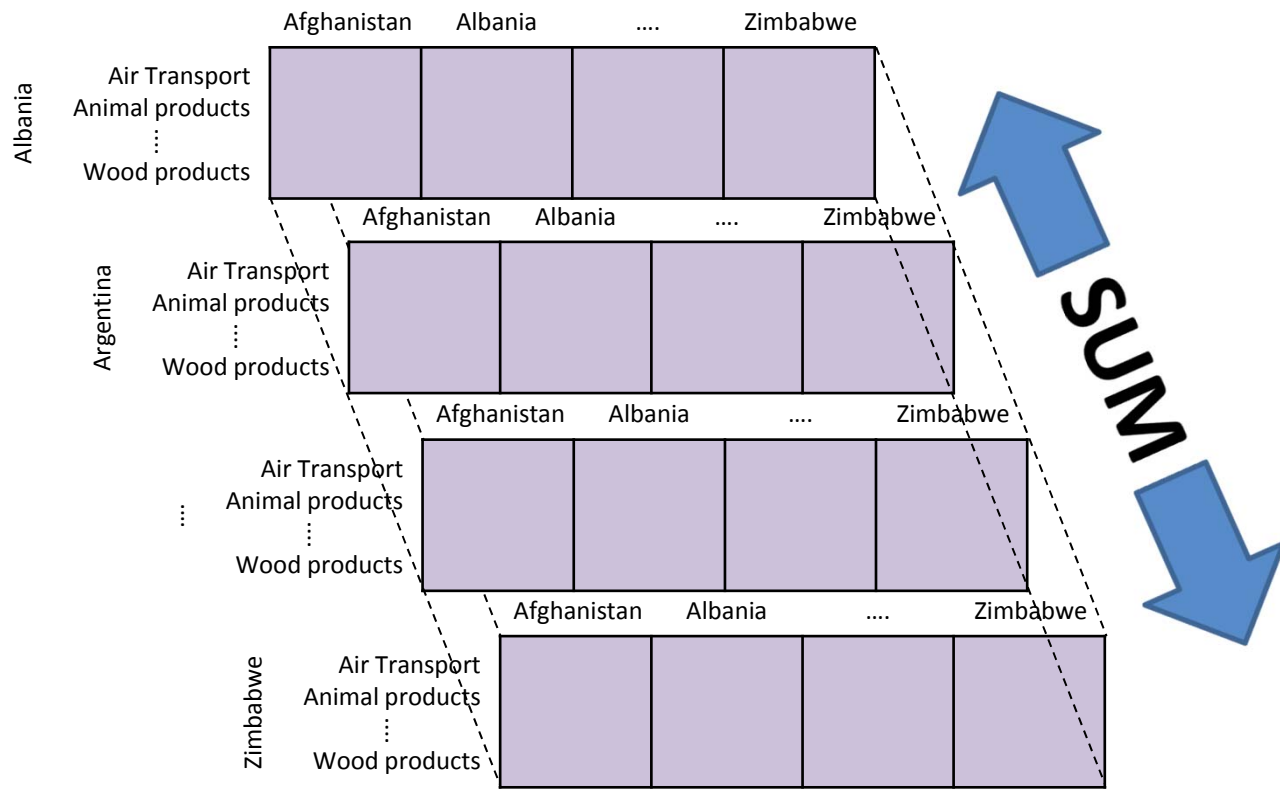 Afghanistan Albania .... Zimbabwe
Albania
Air Transport
Animal products
....
Wood products
Afghanistan Albania .... Zimbabwe
Argentina
Air Transport
Animal products
....
Wood products
SUM
Afghanistan Albania .... Zimbabwe
...
Air Transport
Animal products
....
Wood products
Afghanistan Albania .... Zimbabwe
Zimbabwe
Air Transport
Animal products
....
Wood products